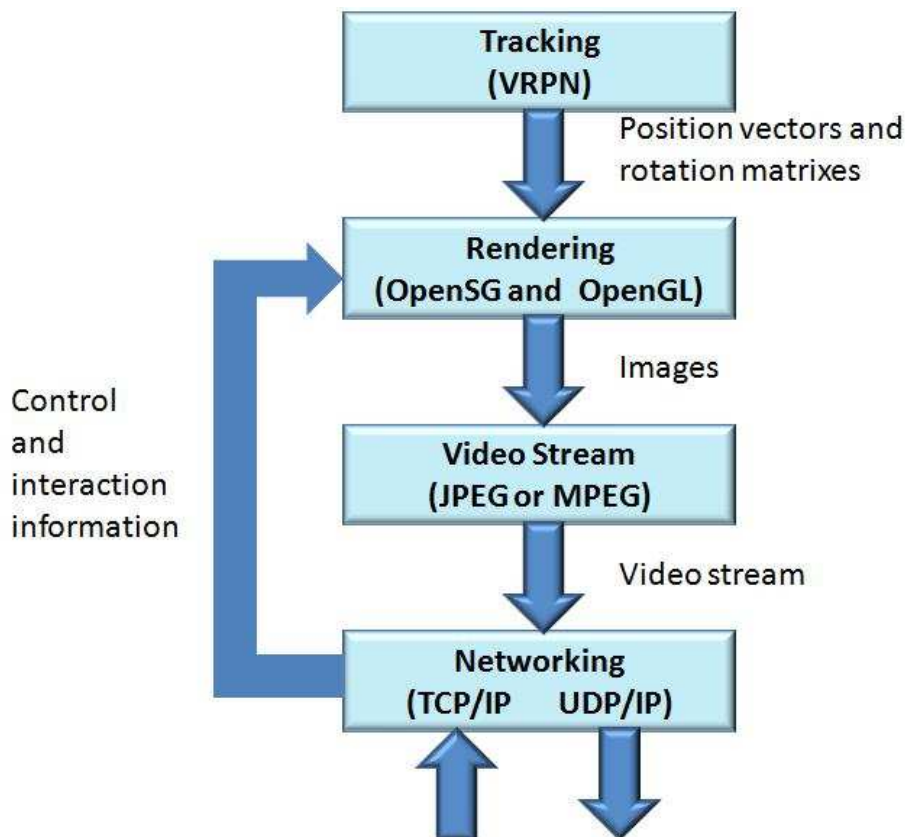 Tracking
(VRPN)
Position vectors and
rotation matrixes
Rendering
(OpenSG and OpenGL)
Images
Control
and
interaction
information
Video Stream
(JPEG or MPEG)
Video stream
Networking
(TCP/IP UDP/IP)